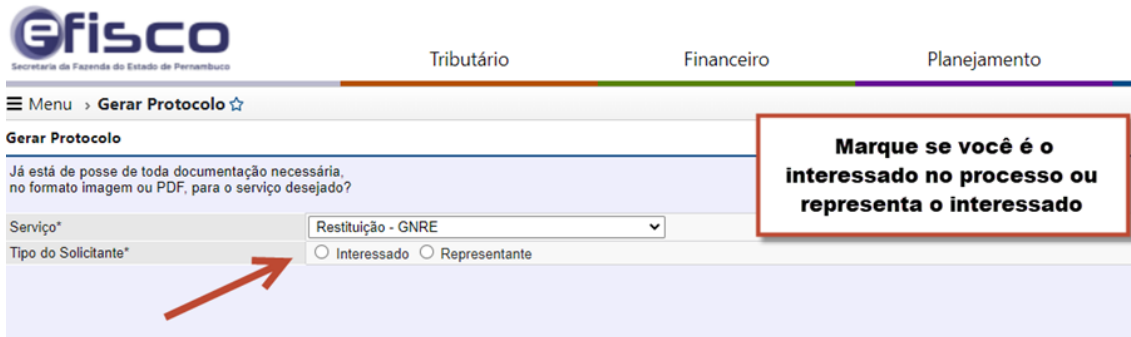 efisco
Secretaria da Fazenda do Estado de Pernambuco
Tributário
Financeiro
Planejamento
Menu › Gerar Protocolo
Gerar Protocolo
Já está de posse de toda documentação necessária,
no formato imagem ou PDF, para o serviço desejado?
Marque se você é o
interessado no processo ou
representa o interessado
Serviço* Restituição - GNRE
Tipo do Solicitante* Interessado Representante